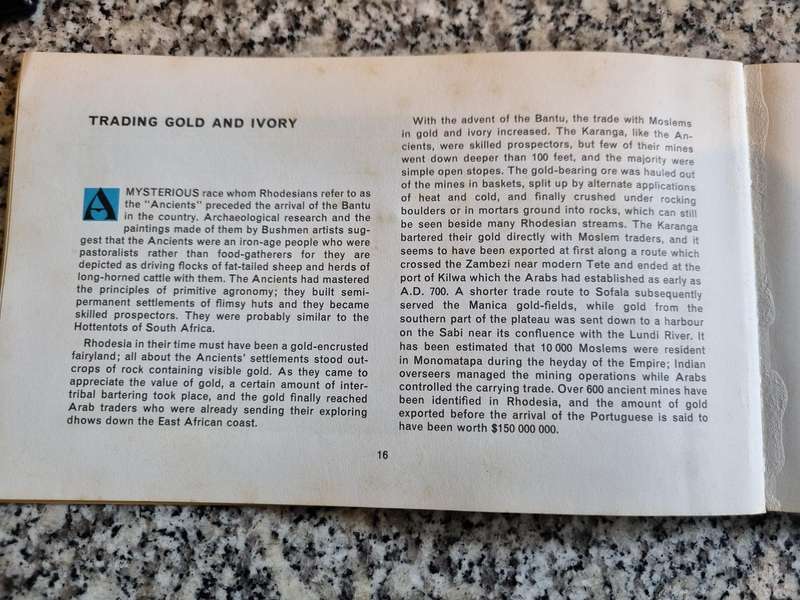 TRADING GOLD AND IVORY
A MYSTERIOUS race whom Rhodesians refer to as
the "Ancients" preceded the arrival of the Bantu
in the country. Archaeological research and the
paintings made of them by Bushmen artists sug-
gest that the Ancients were an iron-age people who were
pastoralists rather than food-gatherers for they are
depicted as driving flocks of fat-tailed sheep and herds of
long-horned cattle with them. The Ancients had mastered
the principles of primitive agronomy; they built semi-
permanent settlements of flimsy huts and they became
skilled prospectors. They were probably similar to the
Hottentots of South Africa.
Rhodesia in their time must have been a gold-encrusted
fairyland; all about the Ancients' settlements stood out-
crops of rock containing visible gold. As they came to
appreciate the value of gold, a certain amount of inter-
tribal bartering took place, and the gold finally reached
Arab traders who were already sending their exploring
dhows down the East African coast.
With the advent of the Bantu, the trade with Moslems
in gold and ivory increased. The Karanga, like the An-
cients, were skilled prospectors, but few of their mines
went down deeper than 100 feet, and the majority were
simple open stopes. The gold-bearing ore was hauled out
of the mines in baskets, split up by alternate applications
of heat and cold, and finally crushed under rocking
boulders or in mortars ground into rocks, which can still
be seen beside many Rhodesian streams. The Karanga
bartered their gold directly with Moslem traders, and it
seems to have been exported at first along a route which
crossed the Zambezi near modern Tete and ended at the
port of Kilwa which the Arabs had established as early as
A.D. 700. A shorter trade route to Sofala subsequently
served the Manica gold-fields, while gold from the
southern part of the plateau was sent down to a harbour
on the Sabi near its confluence with the Lundi River. It
has been estimated that 10 000 Moslems were resident
in Monomatapa during the heyday of the Empire; Indian
overseers managed the mining operations while Arabs
controlled the carrying trade. Over 600 ancient mines have
been identified in Rhodesia, and the amount of gold
exported before the arrival of the Portuguese is said to
have been worth $150 000 000.
16